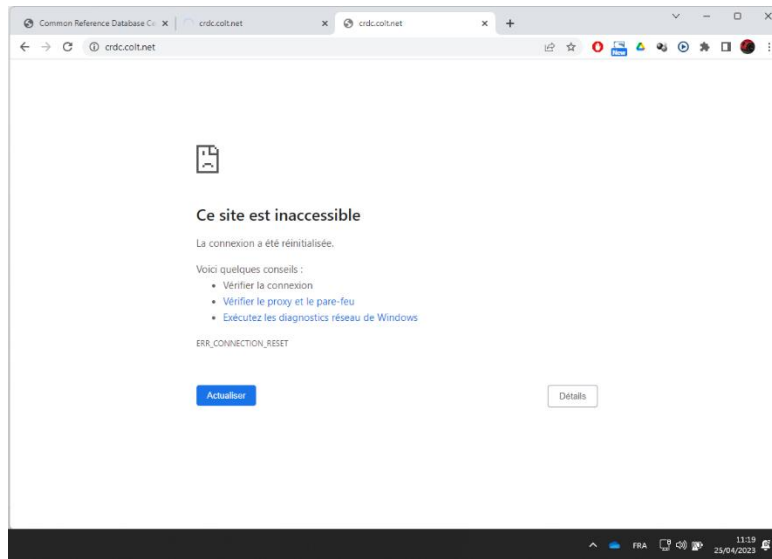 Common Reference Database Ce
crdc.colt.net
crdc.colt.net
crdc.colt.net
New
Ce site est inaccessible
La connexion a été réinitialisée.
Voici quelques conseils :
Vérifier la connexion
Vérifier le proxy et le pare-feu
Exécutez les diagnostics réseau de Windows
ERR_CONNECTION_RESET
Actualiser
Détails
FRA
11:19
25/04/2023